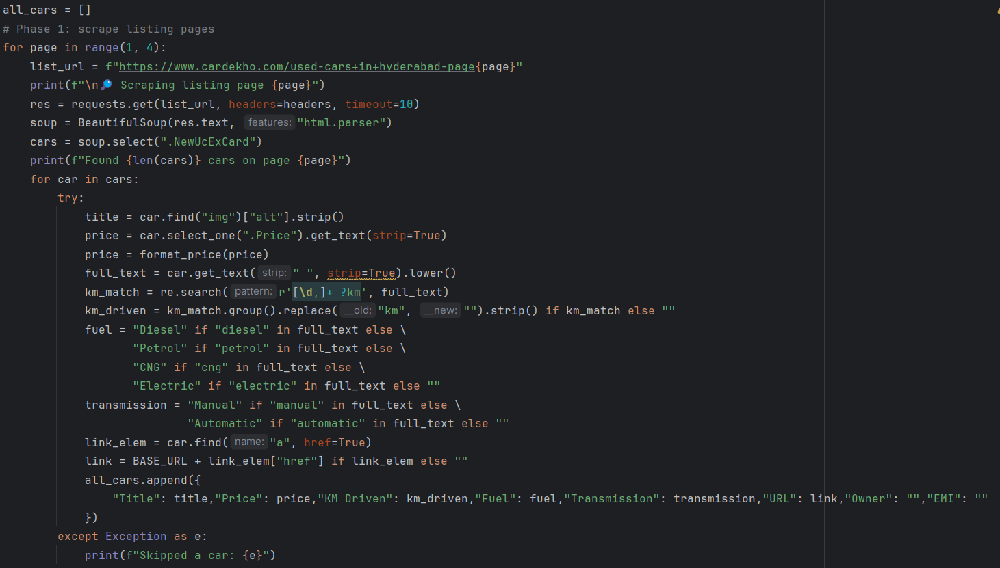 all_cars = []
# Phase 1: scrape listing pages
for page in range(1, 4):
    list_url = f"https://www.cardekho.com/used-cars+in+hyderabad-page{page}"
    print(f"\n🔎 Scraping listing page {page}")
    res = requests.get(list_url, headers=headers, timeout=10)
    soup = BeautifulSoup(res.text, features: "html.parser")
    cars = soup.select(".NewUcExCard")
    print(f"Found {len(cars)} cars on page {page}")
    for car in cars:
        try:
            title = car.find("img")["alt"].strip()
            price = car.select_one(".Price").get_text(strip=True)
            price = format_price(price)
            full_text = car.get_text( strip: " ", strip=True).lower()
            km_match = re.search( pattern: r'[\d,]+ ?km', full_text)
            km_driven = km_match.group().replace( __old: "km", __new: "").strip() if km_match else ""
            fuel = "Diesel" if "diesel" in full_text else \
                   "Petrol" if "petrol" in full_text else \
                   "CNG" if "cng" in full_text else \
                   "Electric" if "electric" in full_text else ""
            transmission = "Manual" if "manual" in full_text else \
                           "Automatic" if "automatic" in full_text else ""
            link_elem = car.find( name: "a", href=True)
            link = BASE_URL + link_elem["href"] if link_elem else ""
            all_cars.append({
                "Title": title,"Price": price,"KM Driven": km_driven,"Fuel": fuel,"Transmission": transmission,"URL": link,"Owner": "","EMI": ""
            })
        except Exception as e:
            print(f"Skipped a car: {e}")